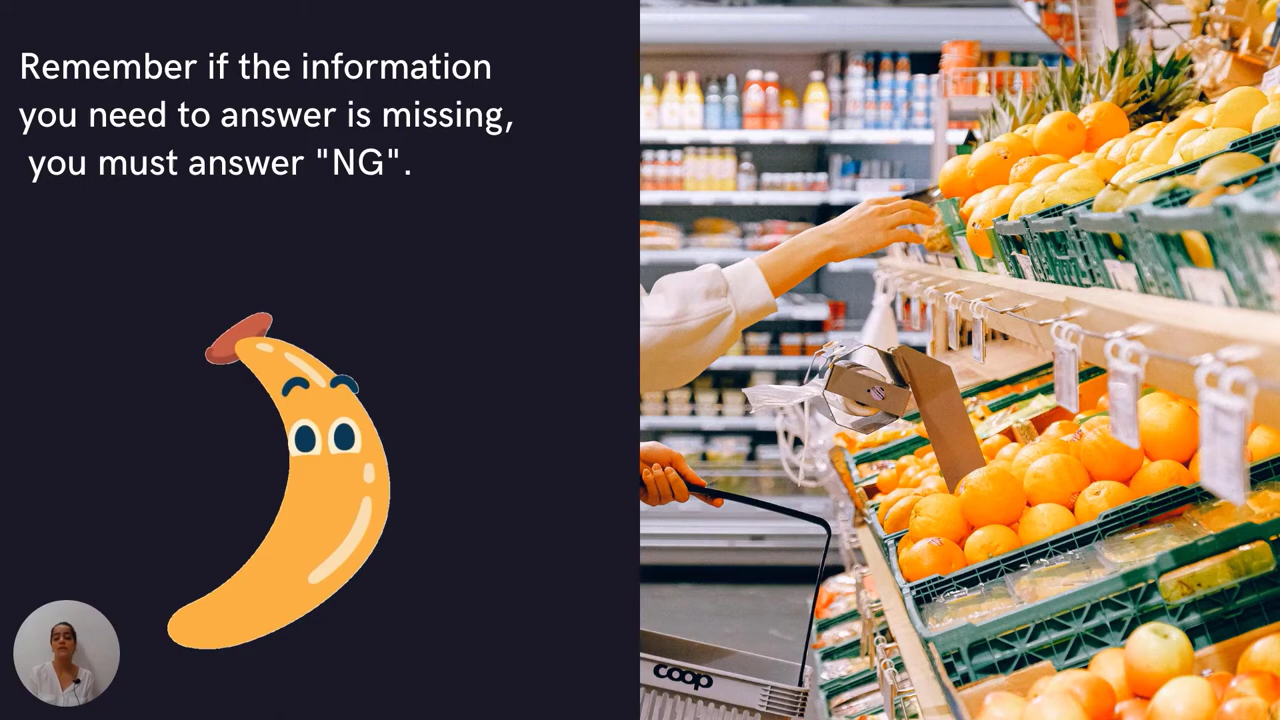 Remember if the information
you need to answer is missing,
you must answer "NG".
coop